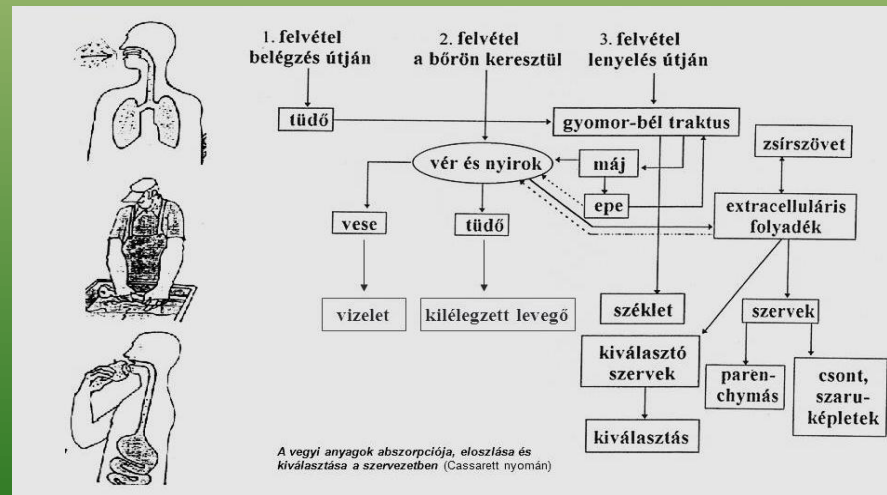 1. felvétel
belégzés útján
2. felvétel
a bőrön keresztül
3. felvétel
lenyelés útján
tüdő
gyomor-bél traktus
zsírszövet
vér és nyirok
máj
epe
extracelluláris
folyadék
vese
tüdő
vizelet
kilélegzett levegő
széklet
szervek
kiválasztó
szervek
paren-
chymás
csont,
szaru-
képletek
kiválasztás
A vegyi anyagok abszorpciója, eloszlása és
kiválasztása a szervezetben (Cassarett nyomán)